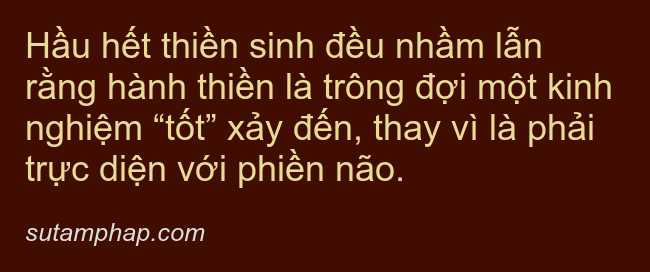 Hầu hết thiền sinh đều nhầm lẫn
rằng hành thiền là trông đợi một kinh
nghiệm “tốt” xảy đến, thay vì là phải
trực diện với phiền não.
sutamphap.com